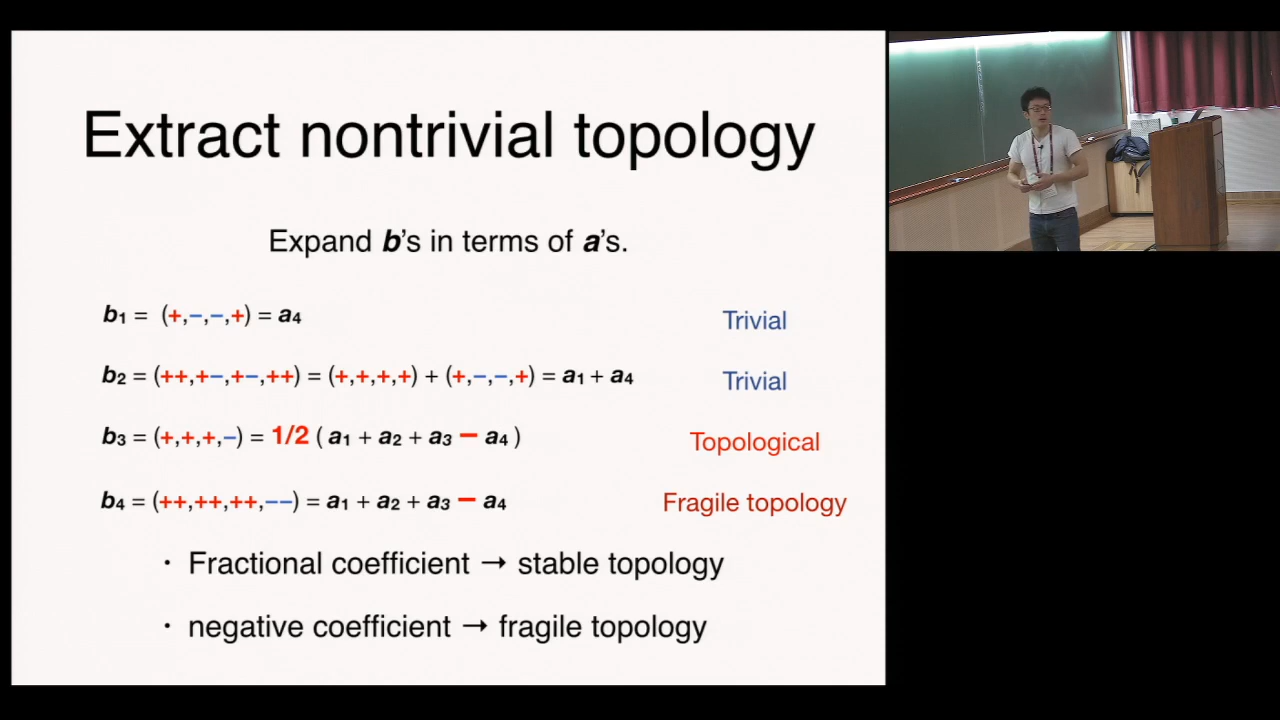 Extract nontrivial topology
Expand b's in terms of a's.
b₁ = (+,−,−,+) = a₄ Trivial
b₂ = (++,+−,+−,++) = (+,+,+,+) + (+,−,−,+) = a₁ + a₄ Trivial
b₃ = (+,+,+,−) = 1/2 ( a₁ + a₂ + a₃ − a₄ ) Topological
b₄ = (++,++,++,−−) = a₁ + a₂ + a₃ − a₄ Fragile topology
· Fractional coefficient → stable topology
· negative coefficient → fragile topology